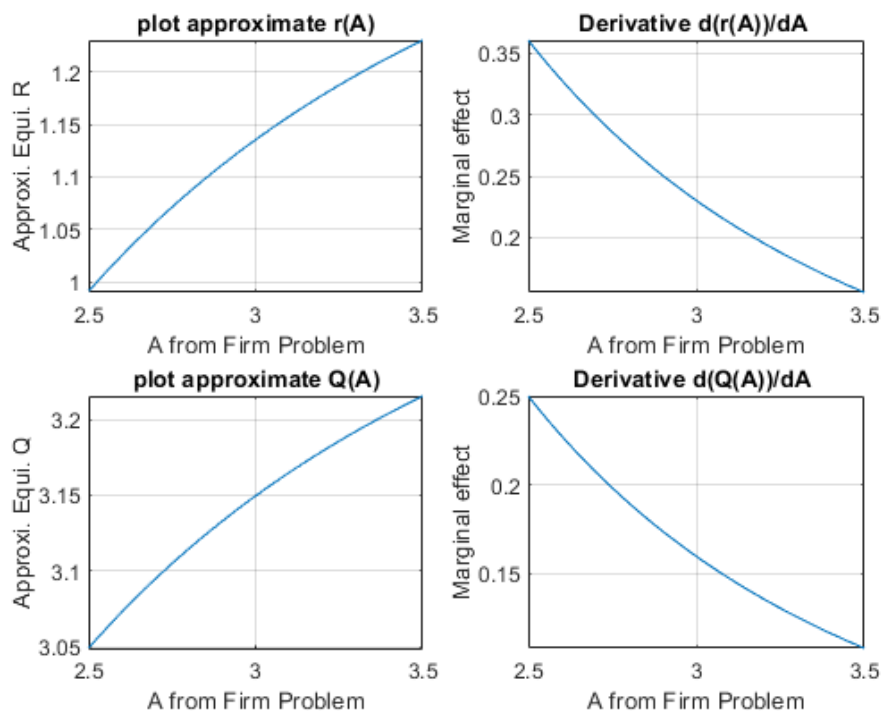 plot approximate r(A)
Approxi. Equi. R
1.2
1.15
1.1
1.05
1
2.5 3 3.5
A from Firm Problem
Derivative d(r(A))/dA
Marginal effect
0.35
0.3
0.25
0.2
2.5 3 3.5
A from Firm Problem
plot approximate Q(A)
Approxi. Equi. Q
3.2
3.15
3.1
3.05
2.5 3 3.5
A from Firm Problem
Derivative d(Q(A))/dA
Marginal effect
0.25
0.2
0.15
2.5 3 3.5
A from Firm Problem